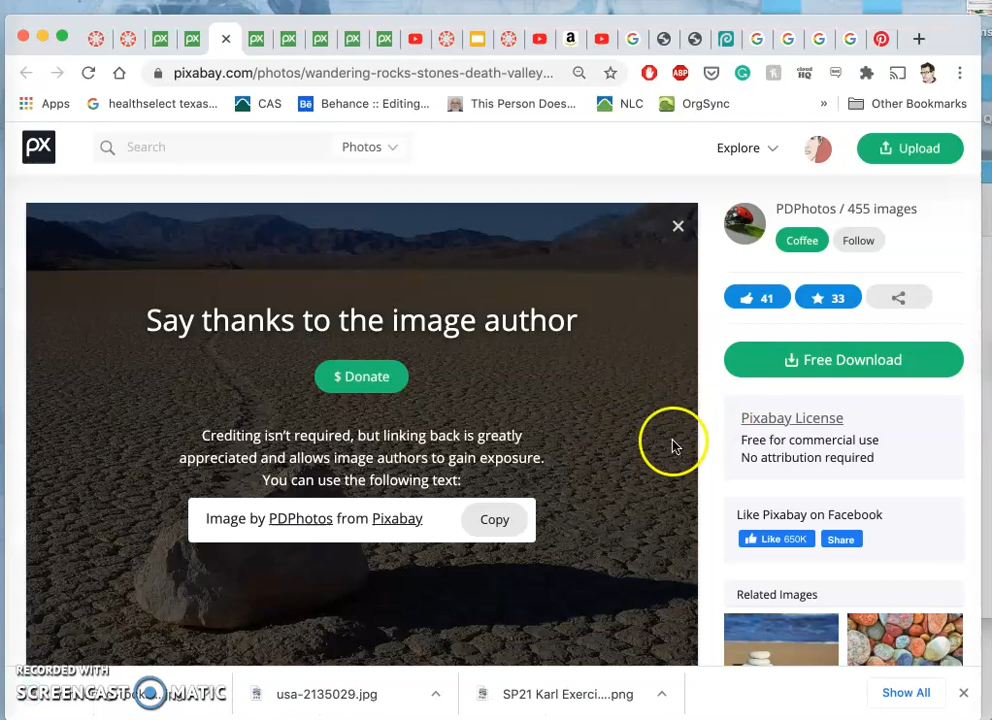 pixabay.com/photos/wandering-rocks-stones-death-valley...
ABP
HQ
Apps
healthselect texas...
CAS
Behance :: Editing...
This Person Does...
NLC
OrgSync
»
Other Bookmarks
px
Search
Photos
Explore
Upload
PDPhotos / 455 images
Coffee
Follow
41
33
Say thanks to the image author
$ Donate
Free Download
Crediting isn't required, but linking back is greatly
appreciated and allows image authors to gain exposure.
You can use the following text:
Image by PDPhotos from Pixabay
Copy
Pixabay License
Free for commercial use
No attribution required
Like Pixabay on Facebook
Like 650K
Share
Related Images
RECORDED WITH
SCREENCAST MATIC
usa-2135029.jpg
SP21 Karl Exerci....png
Show All